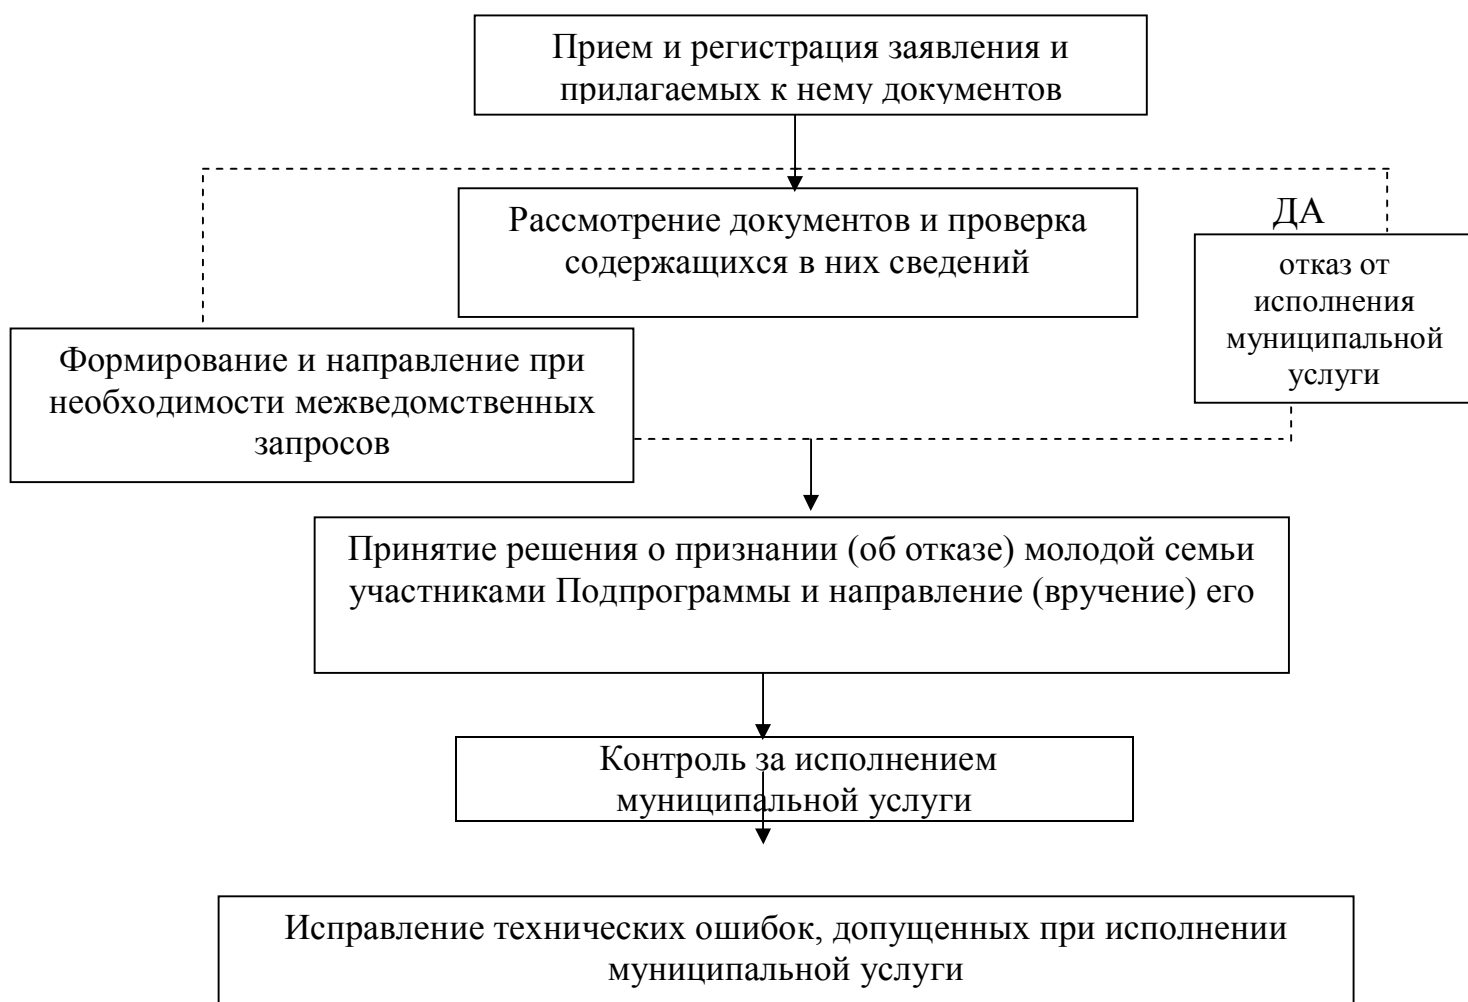 Прием и регистрация заявления и
прилагаемых к нему документов
Рассмотрение документов и проверка
содержащихся в них сведений
ДА
отказ от
исполнения
муниципальной
услуги
Формирование и направление при
необходимости межведомственных
запросов
Принятие решения о признании (об отказе) молодой семьи
участниками Подпрограммы и направление (вручение) его
Контроль за исполнением
муниципальной услуги
Исправление технических ошибок, допущенных при исполнении
муниципальной услуги